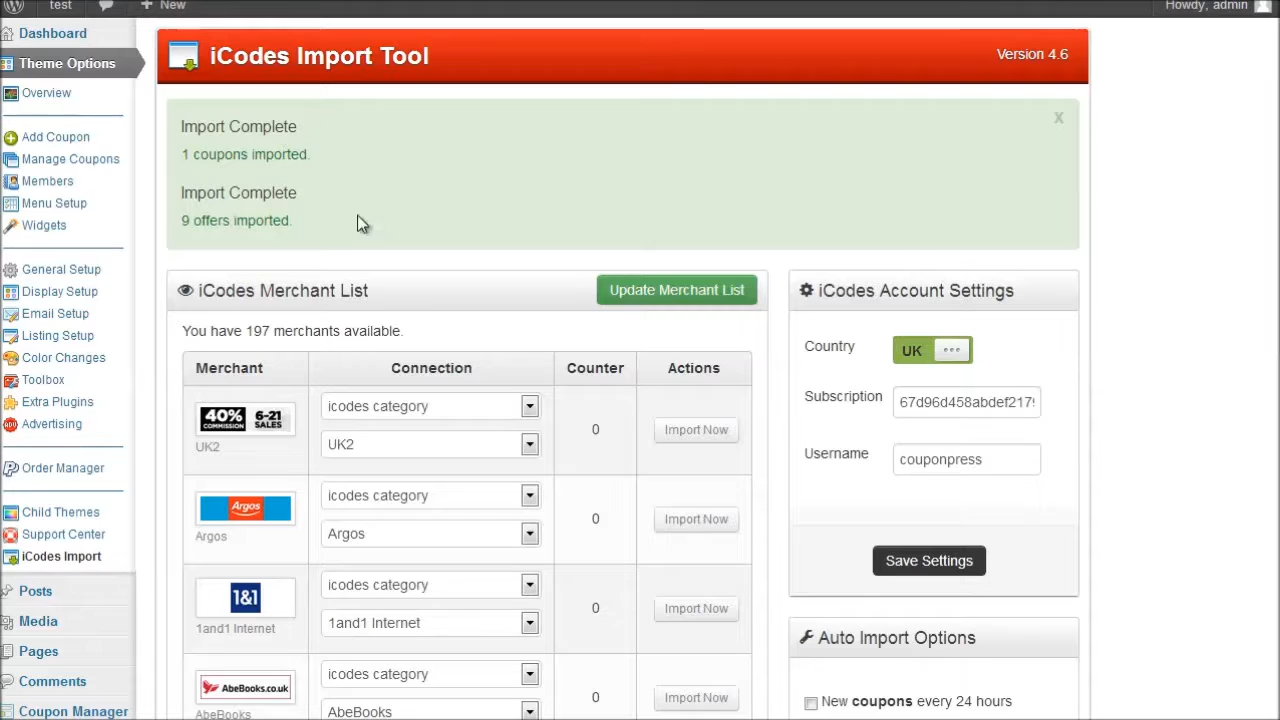 test
New
Howdy, admin
Dashboard
Theme Options
Overview
Add Coupon
Manage Coupons
Members
Menu Setup
Widgets
General Setup
Display Setup
Email Setup
Listing Setup
Color Changes
Toolbox
Extra Plugins
Advertising
Order Manager
Child Themes
Support Center
iCodes Import
Posts
Media
Pages
Comments
Coupon Manager
iCodes Import Tool
Version 4.6
Import Complete
X
1 coupons imported.
Import Complete
9 offers imported.
iCodes Merchant List
Update Merchant List
You have 197 merchants available.
Merchant Connection Counter Actions
40% 6-21
COMMISSION SALES
UK2
icodes category
UK2
0
Import Now
Argos
Argos
icodes category
Argos
0
Import Now
1&1
1and1 Internet
icodes category
1and1 Internet
0
Import Now
AbeBooks.co.uk
AbeBooks
icodes category
AbeBooks
0
Import Now
iCodes Account Settings
Country UK
Subscription 67d96d458abdef217
Username couponpress
Save Settings
Auto Import Options
New coupons every 24 hours